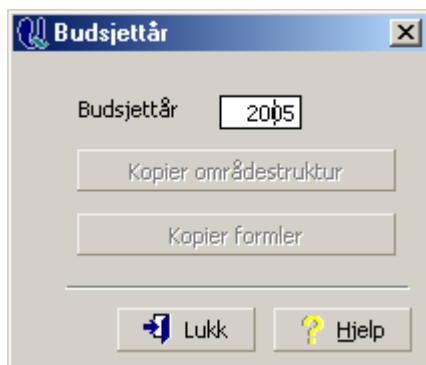 Budsjettår
Budsjettår 2005
Kopier områdestruktur
Kopier formler
Lukk Hjelp